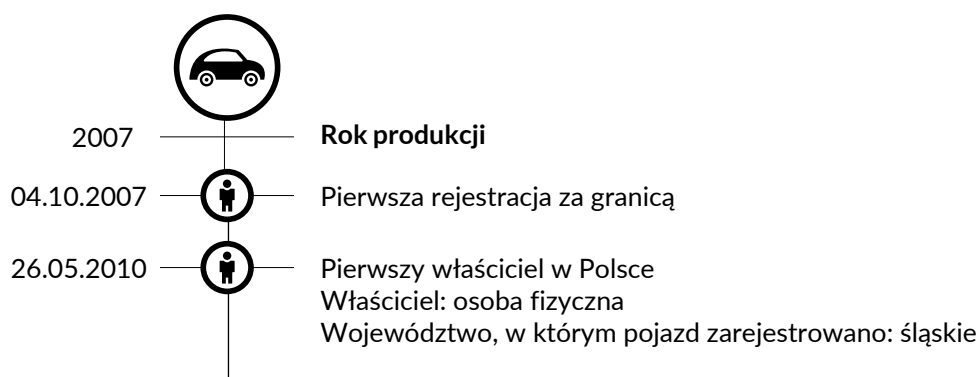 2007 Rok produkcji
04.10.2007 Pierwsza rejestracja za granicą
26.05.2010 Pierwszy właściciel w Polsce
Właściciel: osoba fizyczna
Województwo, w którym pojazd zarejestrowano: śląskie